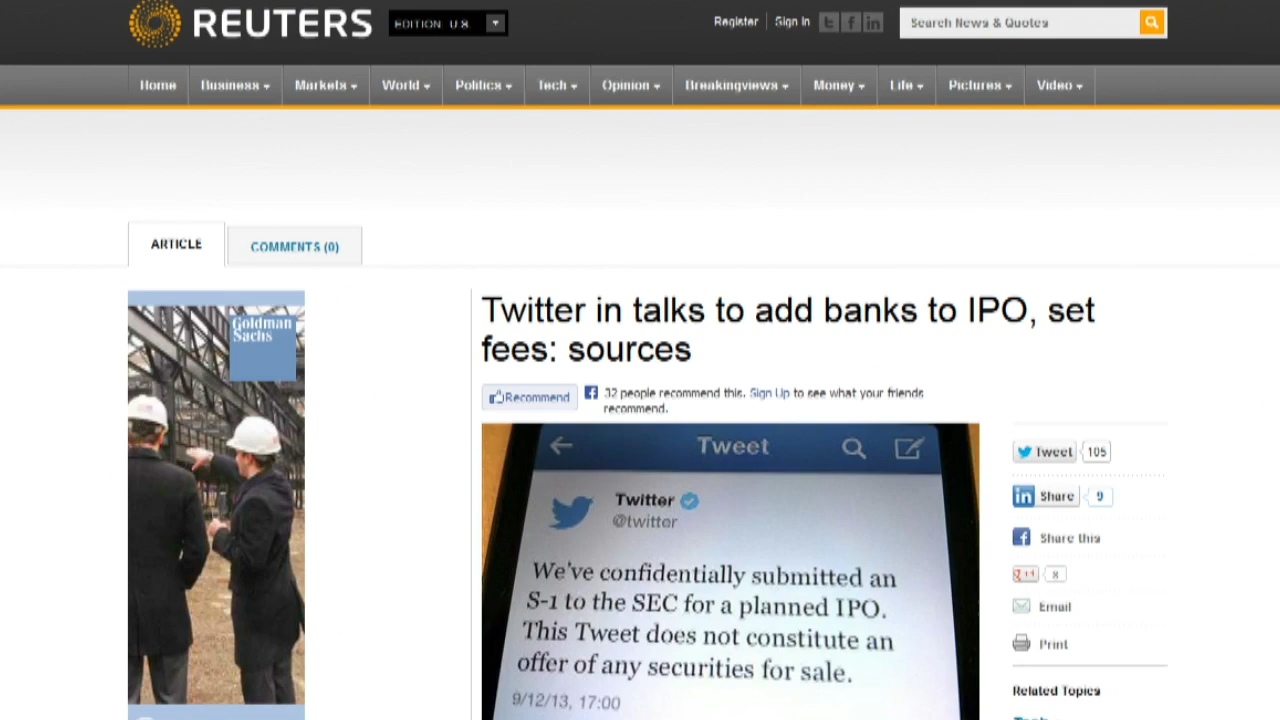 REUTERS
EDITION: U.S.
Register
Sign In
Search News & Quotes
Home
Business
Markets
World
Politics
Tech
Opinion
Breakingviews
Money
Life
Pictures
Video
ARTICLE
COMMENTS (0)
Goldman
Sachs
Twitter in talks to add banks to IPO, set
fees: sources
Recommend
32 people recommend this. Sign Up to see what your friends
recommend.
Tweet
Twitter
@twitter
We've confidentially submitted an
S-1 to the SEC for a planned IPO.
This Tweet does not constitute an
offer of any securities for sale.
9/12/13, 17:00
Tweet 105
in Share 9
Share this
g +1 8
Email
Print
Related Topics